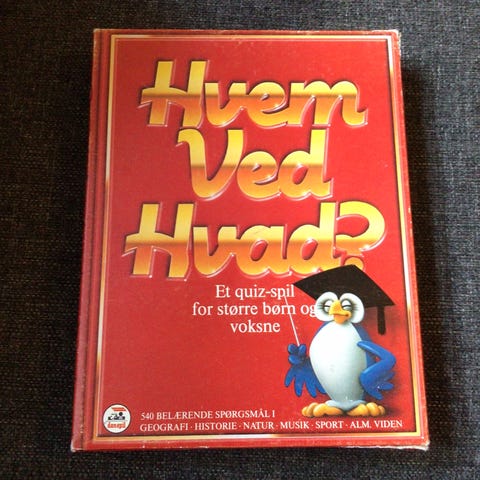 Hvem
Ved
Hvad?
Et quiz-spil
for større børn og
voksne
540 BELÆRENDE SPØRGSMÅL I
GEOGRAFI · HISTORIE · NATUR · MUSIK · SPORT · ALM. VIDEN
danspil